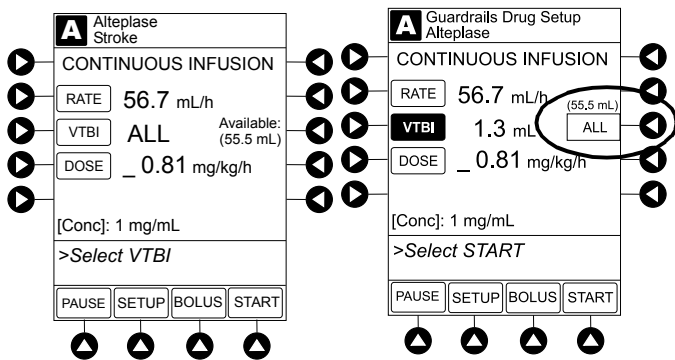 A Alteplase
Stroke
CONTINUOUS INFUSION
RATE 56.7 mL/h
VTBI ALL Available:
(55.5 mL)
DOSE _ 0.81 mg/kg/h
[Conc]: 1 mg/mL
>Select VTBI
PAUSE SETUP BOLUS START
A Guardrails Drug Setup
Alteplase
CONTINUOUS INFUSION
RATE 56.7 mL/h
(55.5 mL)
VTBI 1.3 mL ALL
DOSE _ 0.81 mg/kg/h
[Conc]: 1 mg/mL
>Select START
PAUSE SETUP BOLUS START